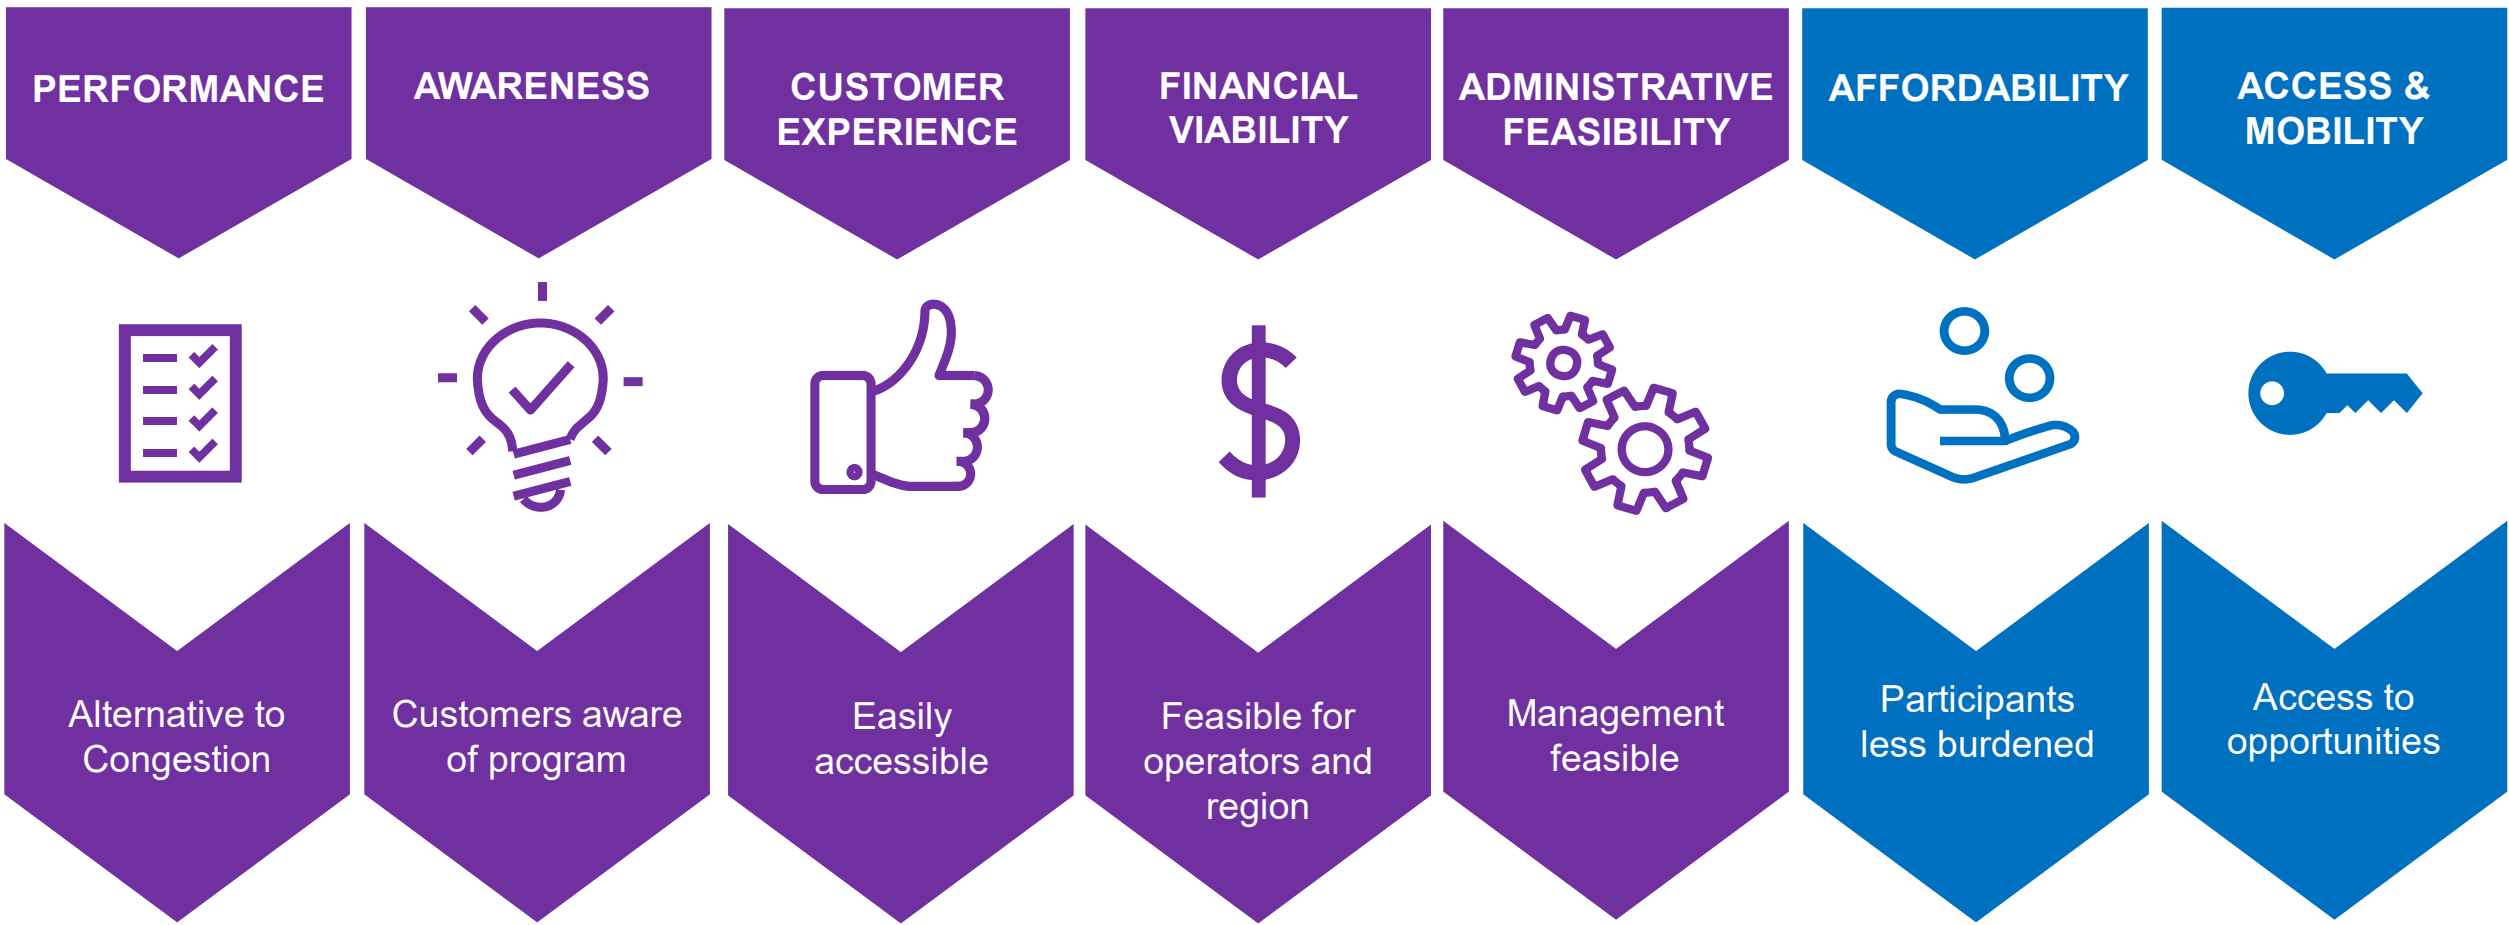 PERFORMANCE
AWARENESS
CUSTOMER
EXPERIENCE
FINANCIAL
VIABILITY
ADMINISTRATIVE
FEASIBILITY
AFFORDABILITY
ACCESS &
MOBILITY
Alternative to
Congestion
Customers aware
of program
Easily
accessible
Feasible for
operators and
region
Management
feasible
Participants
less burdened
Access to
opportunities